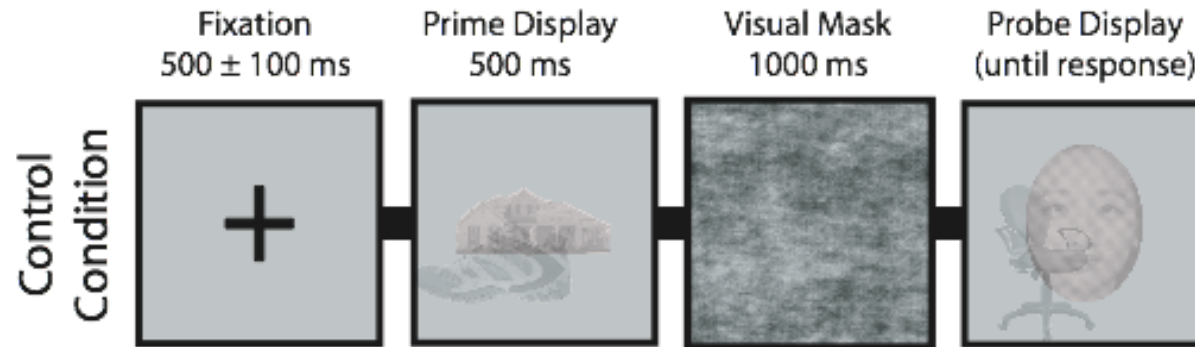 Fixation
500 ± 100 ms
Prime Display
500 ms
Visual Mask
1000 ms
Probe Display
(until response)
Control
Condition